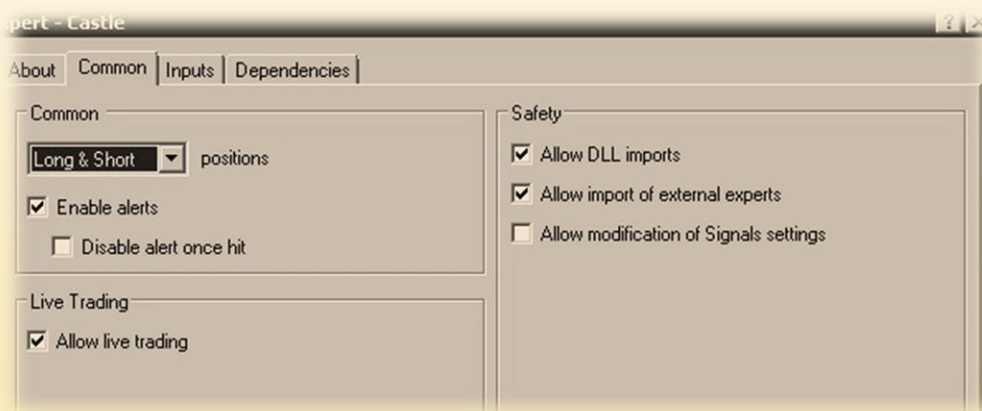 pert - Castle
About Common Inputs Dependencies
Common
Long & Short positions
Enable alerts
Disable alert once hit
Live Trading
Allow live trading
Safety
Allow DLL imports
Allow import of external experts
Allow modification of Signals settings